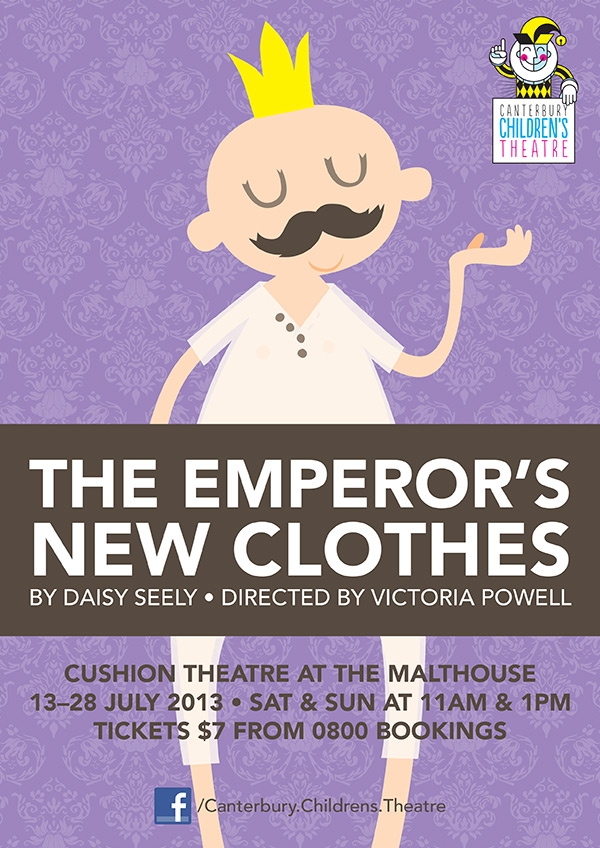 CANTERBURY
CHILDREN'S
THEATRE
THE EMPEROR'S
NEW CLOTHES
BY DAISY SEELY • DIRECTED BY VICTORIA POWELL
CUSHION THEATRE AT THE MALTHOUSE
13–28 JULY 2013 • SAT & SUN AT 11AM & 1PM
TICKETS $7 FROM 0800 BOOKINGS
f /Canterbury.Childrens.Theatre